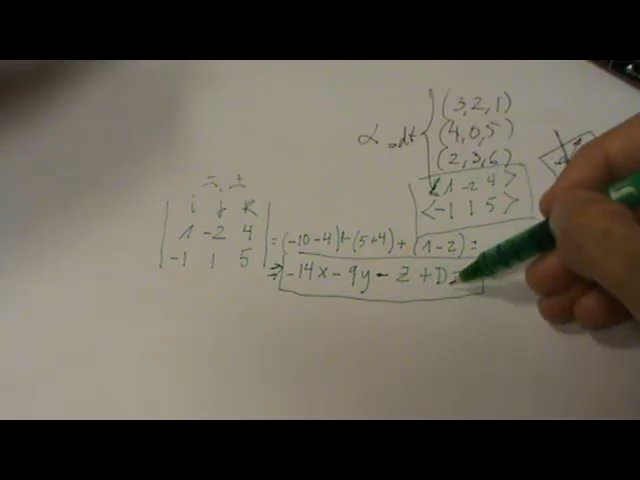 (3,2,1)
α dt { (4,0,5)
(2,3,6)
<1 -2 4>
<-1 1 5>
- +
i j K
1 -2 4
-1 1 5
= (-10-4) - (5+4) + (1-2) =
⇒ -14x - 9y - z + D =